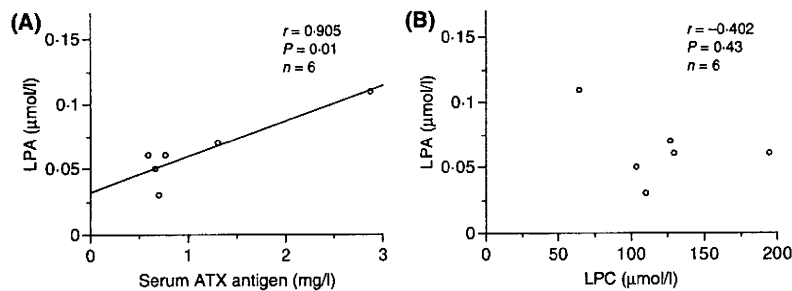 (A)
r = 0·905
P = 0·01
n = 6
0·15
0·1
0·05
0
LPA (μmol/l)
0 1 2 3
Serum ATX antigen (mg/l)
(B)
r = −0·402
P = 0·43
n = 6
0·15
0·1
0·05
0
LPA (μmol/l)
0 50 100 150 200
LPC (μmol/l)